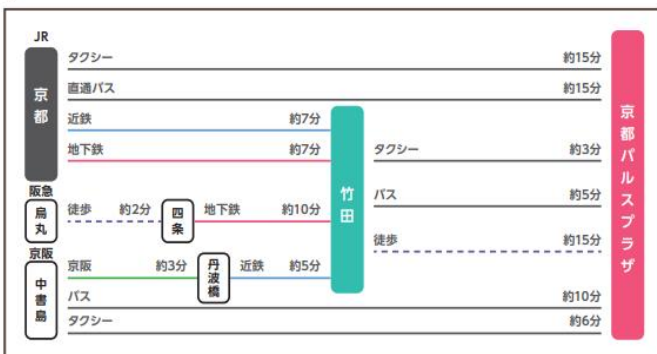 JR
京都
タクシー 約15分
直通バス 約15分
近鉄 約7分
地下鉄 約7分
阪急
烏丸
徒歩 約2分
四条
地下鉄 約10分
京阪
中書島
京阪 約3分
丹波橋
近鉄 約5分
バス 約10分
タクシー 約6分
竹田
タクシー 約3分
バス 約5分
徒歩 約15分
京都パルスプラザ